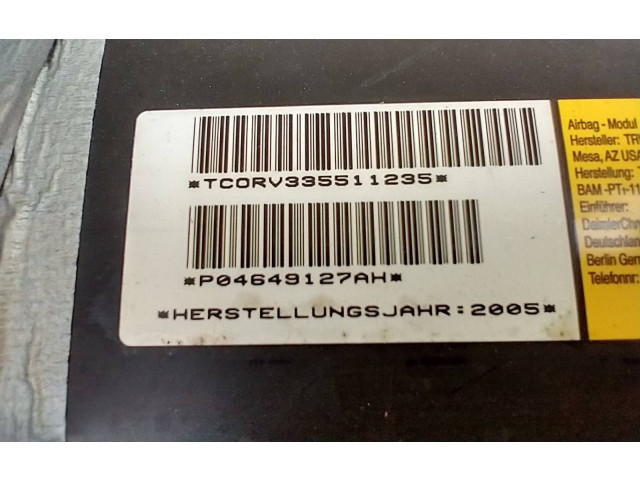 *TCORV335511235*
*P04649127AH*
*HERSTELLUNGSJAHR:2005*
Airbag - Modul
Hersteller: TR
Mesa, AZ USA
Herstellung:
BAM -PT1-11
Einführer:
DaimlerChr
Deutschlan
Berlin Ger
Telefonnr: